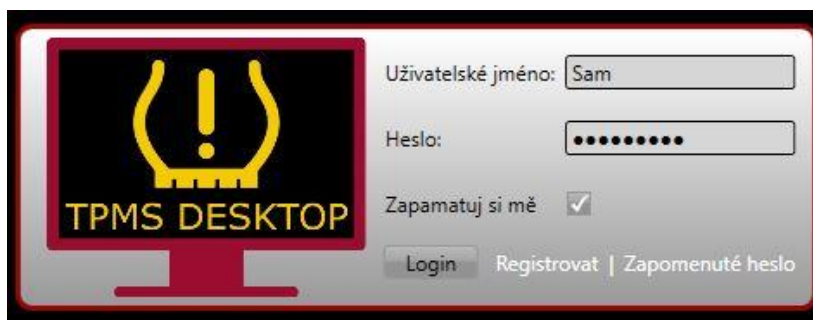 TPMS DESKTOP
Uživatelské jméno: Sam
Heslo: •••••••••
Zapamatuj si mě
Login Registrovat | Zapomenuté heslo